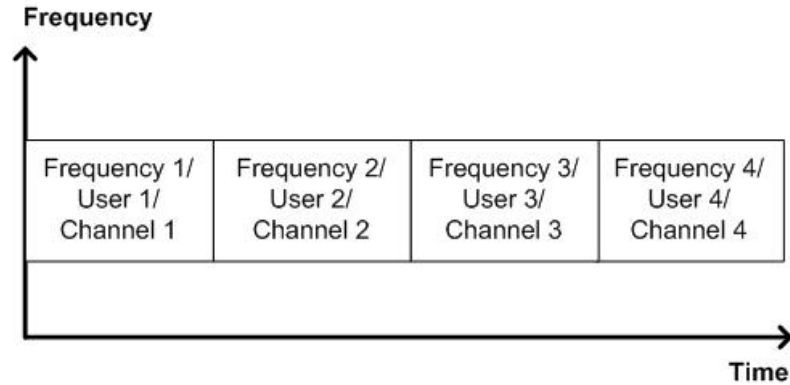 Frequency
Frequency 1/
User 1/
Channel 1
Frequency 2/
User 2/
Channel 2
Frequency 3/
User 3/
Channel 3
Frequency 4/
User 4/
Channel 4
Time